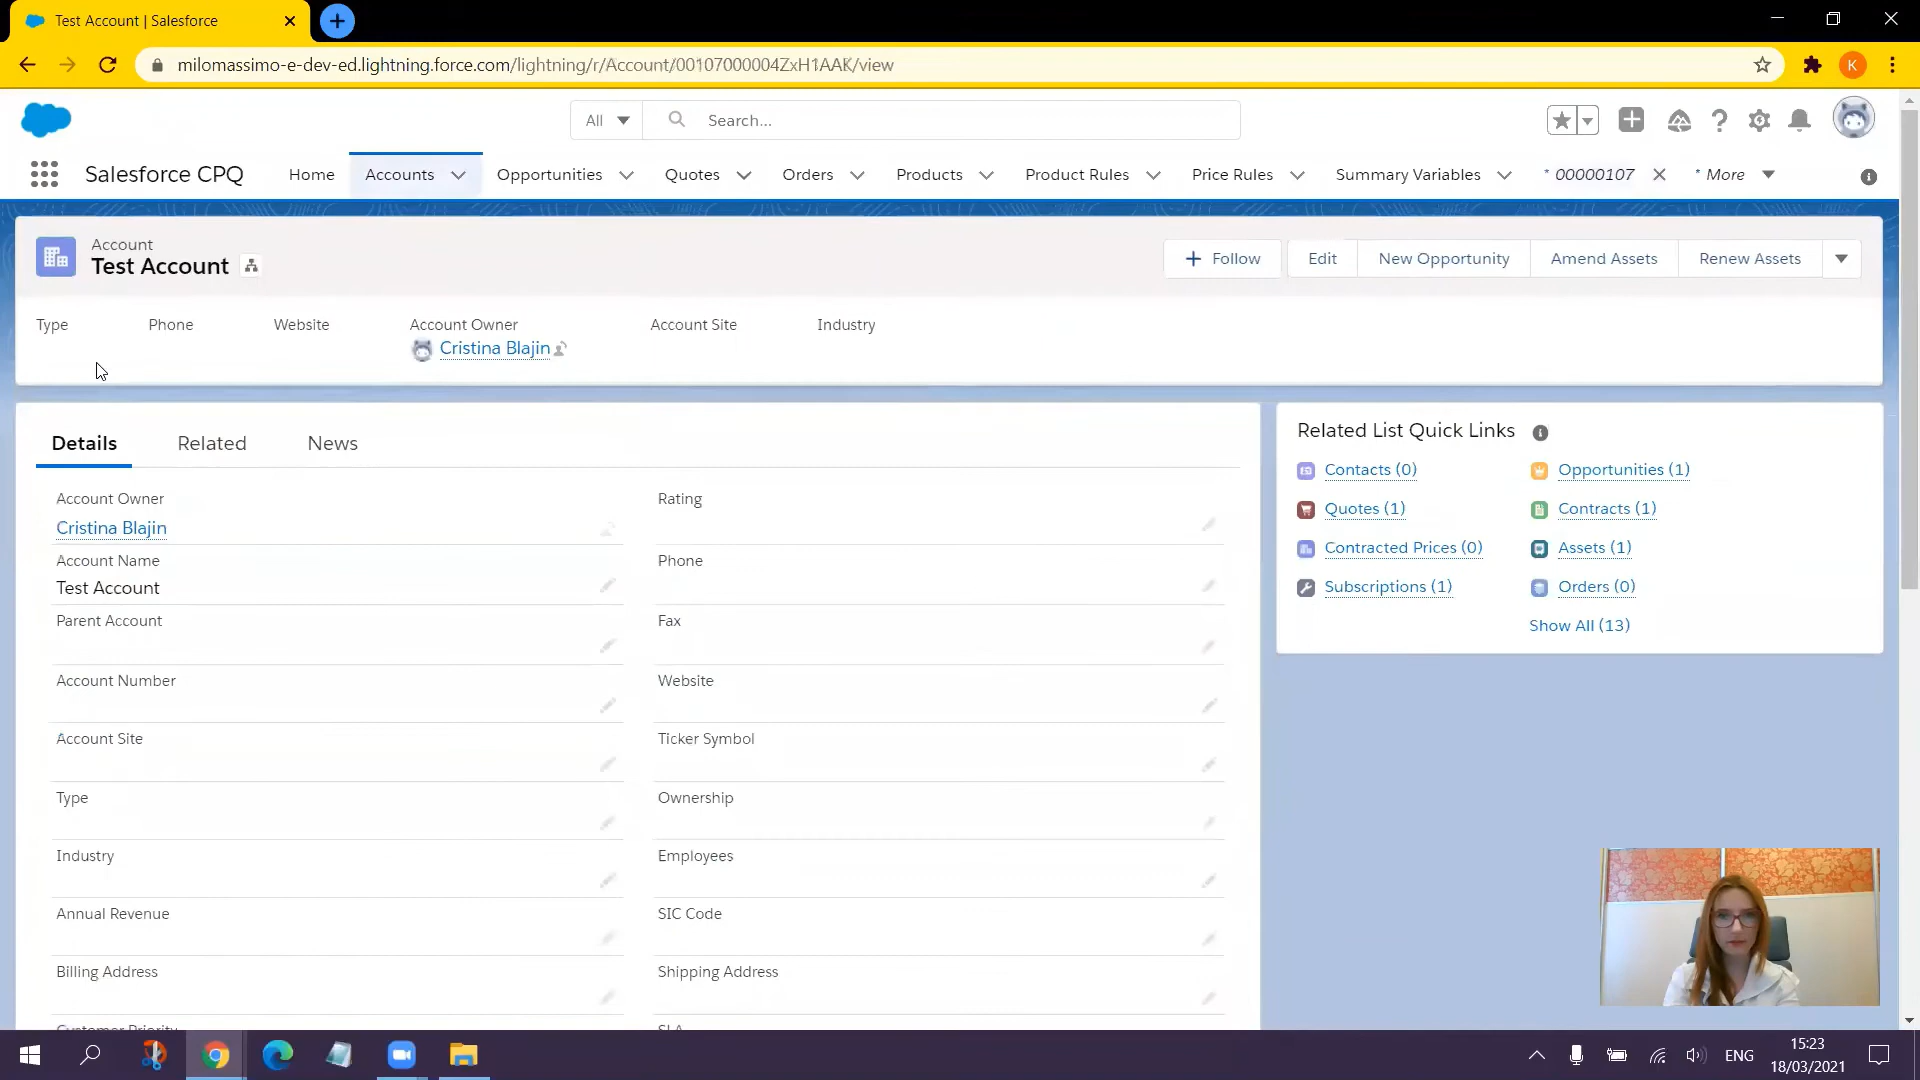 Test Account | Salesforce
milomassimo-e-dev-ed.lightning.force.com/lightning/r/Account/00107000004ZxH1AAK/view
K
All
Search...
Salesforce CPQ
Home
Accounts
Opportunities
Quotes
Orders
Products
Product Rules
Price Rules
Summary Variables
* 00000107
* More
Account
Test Account
Follow
Edit
New Opportunity
Amend Assets
Renew Assets
Type
Phone
Website
Account Owner
Account Site
Industry
Cristina Blajin
Details
Related
News
Account Owner
Cristina Blajin
Rating
Account Name
Test Account
Phone
Parent Account
Fax
Account Number
Website
Account Site
Ticker Symbol
Type
Ownership
Industry
Employees
Annual Revenue
SIC Code
Billing Address
Shipping Address
Customer Priority
SLA
Related List Quick Links
Contacts (0)
Opportunities (1)
Quotes (1)
Contracts (1)
Contracted Prices (0)
Assets (1)
Subscriptions (1)
Orders (0)
Show All (13)
ENG
15:23
18/03/2021